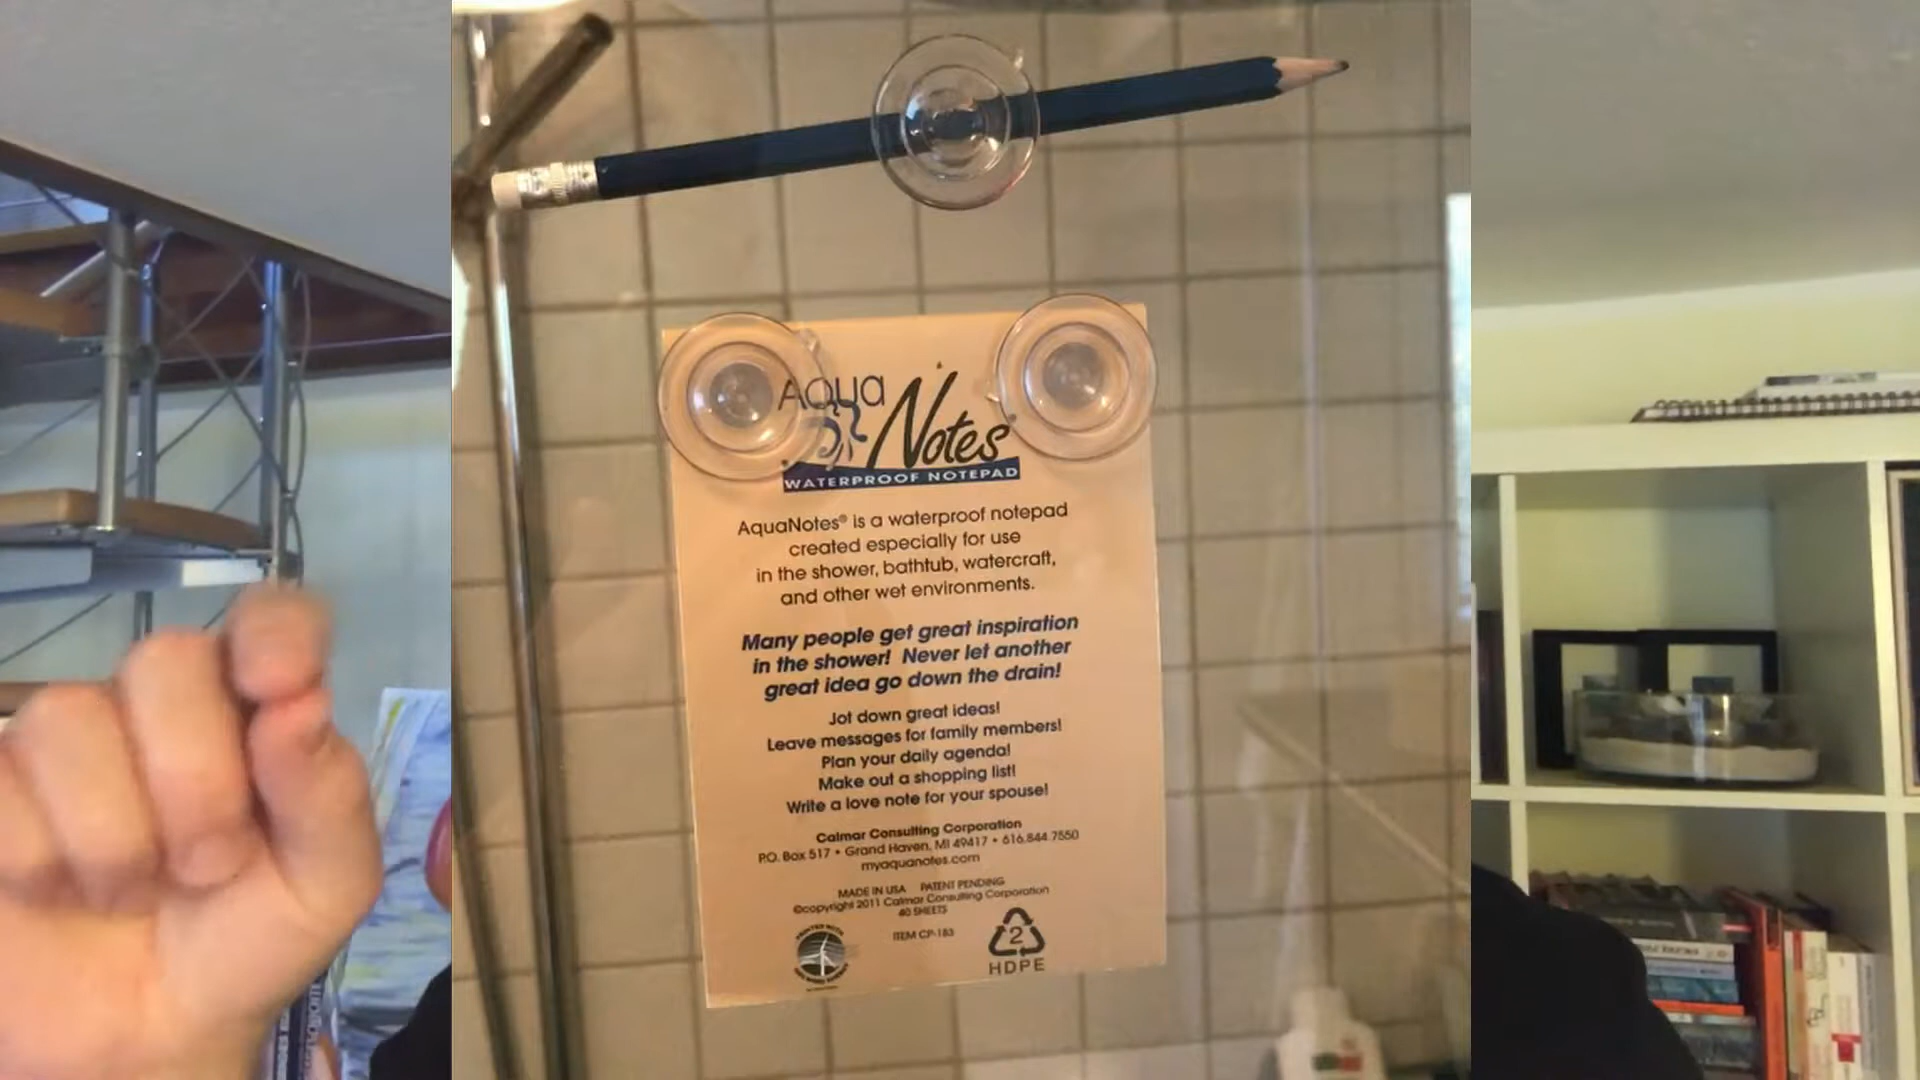 AQUA
Notes
WATERPROOF NOTEPAD
AquaNotes® is a waterproof notepad
created especially for use
in the shower, bathtub, watercraft,
and other wet environments.
Many people get great inspiration
in the shower! Never let another
great idea go down the drain!
Jot down great ideas!
Leave messages for family members!
Plan your daily agenda!
Make out a shopping list!
Write a love note for your spouse!
Calmar Consulting Corporation
P.O. Box 517 • Grand Haven, MI 49417 • 616.844.7550
myaquanotes.com
MADE IN USA PATENT PENDING
©copyright 2011 Calmar Consulting Corporation
40 SHEETS
ITEM CP-183
2
HDPE